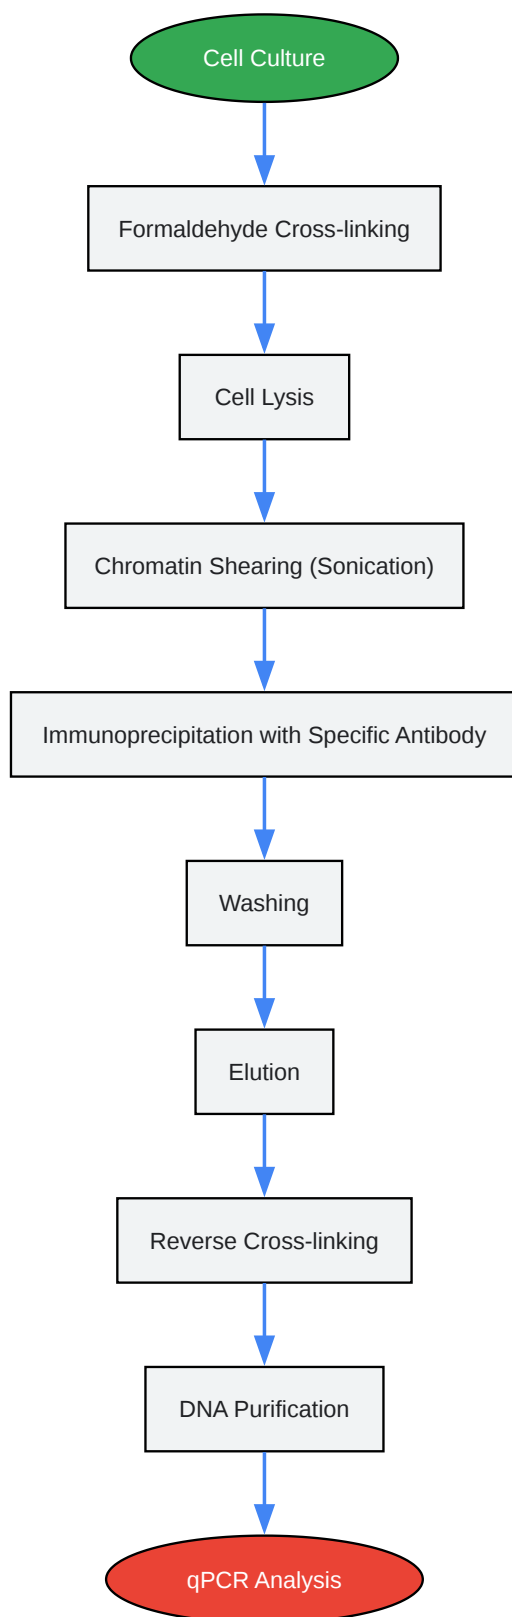 Cell Culture
Formaldehyde Cross-linking
Cell Lysis
Chromatin Shearing (Sonication)
Immunoprecipitation with Specific Antibody
Washing
Elution
Reverse Cross-linking
DNA Purification
qPCR Analysis